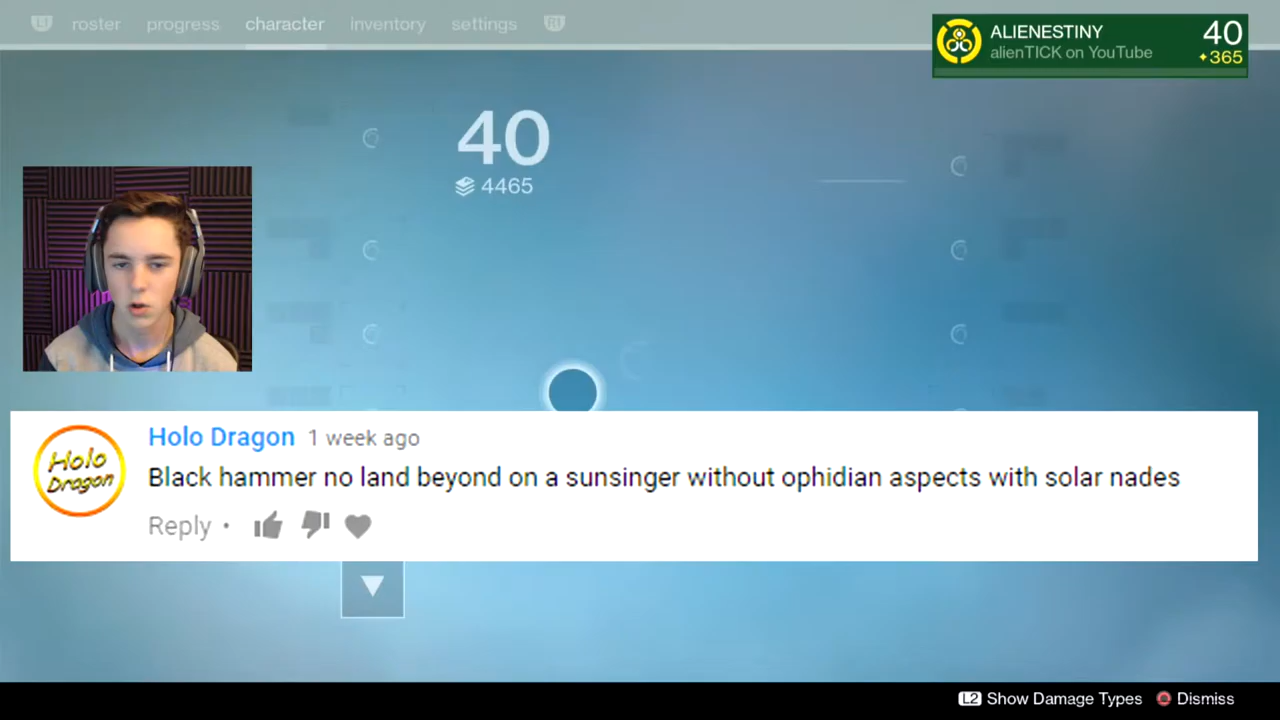 L1 roster progress character inventory settings R1
ALIENESTINY 40
alienTICK on YouTube +365
40
4465
Holo Dragon
Holo Dragon 1 week ago
Black hammer no land beyond on a sunsinger without ophidian aspects with solar nades
Reply •
L2 Show Damage Types Dismiss